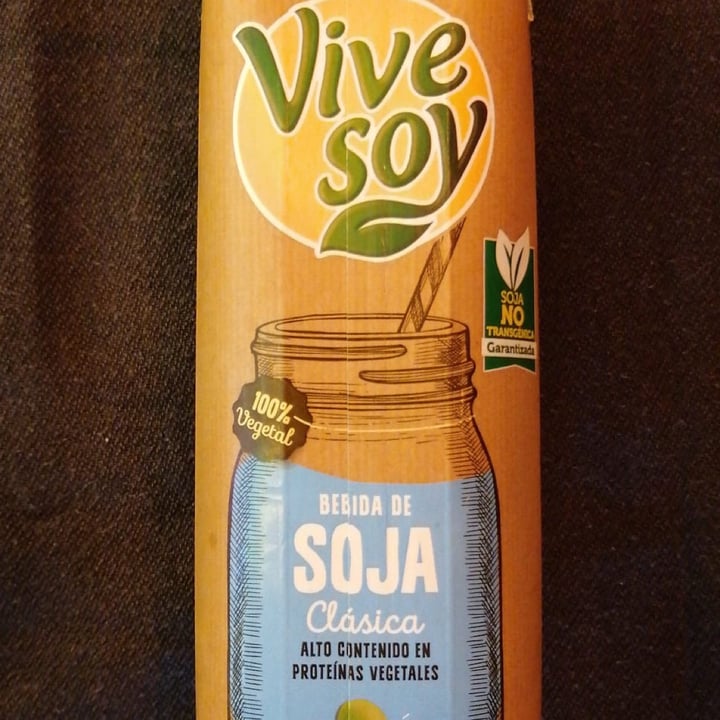 Vive
soy
SOJA
NO
TRANSGÉNICA
Garantizada
100%
Vegetal
BEBIDA DE
SOJA
Clásica
ALTO CONTENIDO EN
PROTEÍNAS VEGETALES